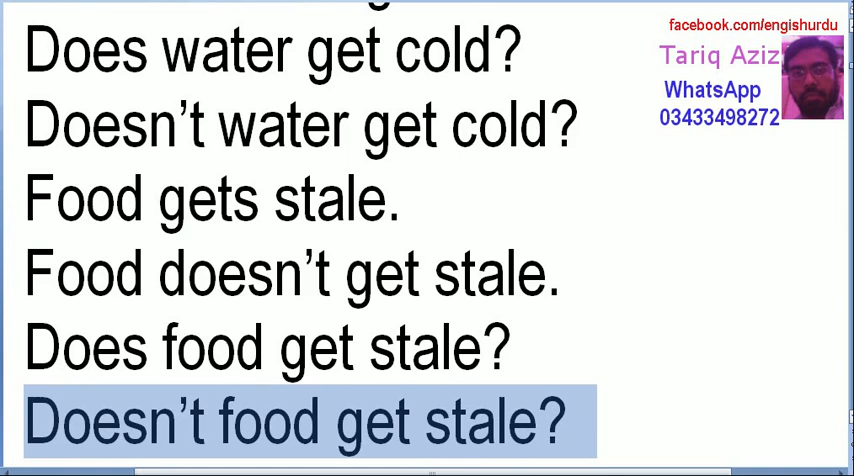 Does water get cold?
Doesn’t water get cold?
Food gets stale.
Food doesn’t get stale.
Does food get stale?
Doesn’t food get stale?
facebook.com/engishurdu
Tariq Aziz
WhatsApp
03433498272